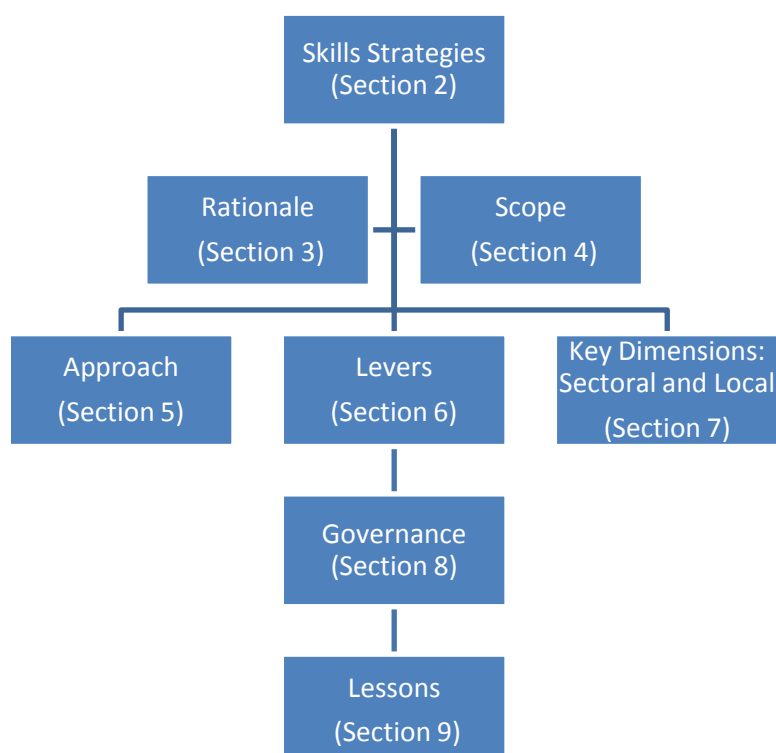 Skills Strategies
(Section 2)
Rationale
(Section 3)
Scope
(Section 4)
Approach
(Section 5)
Levers
(Section 6)
Key Dimensions:
Sectoral and Local
(Section 7)
Governance
(Section 8)
Lessons
(Section 9)